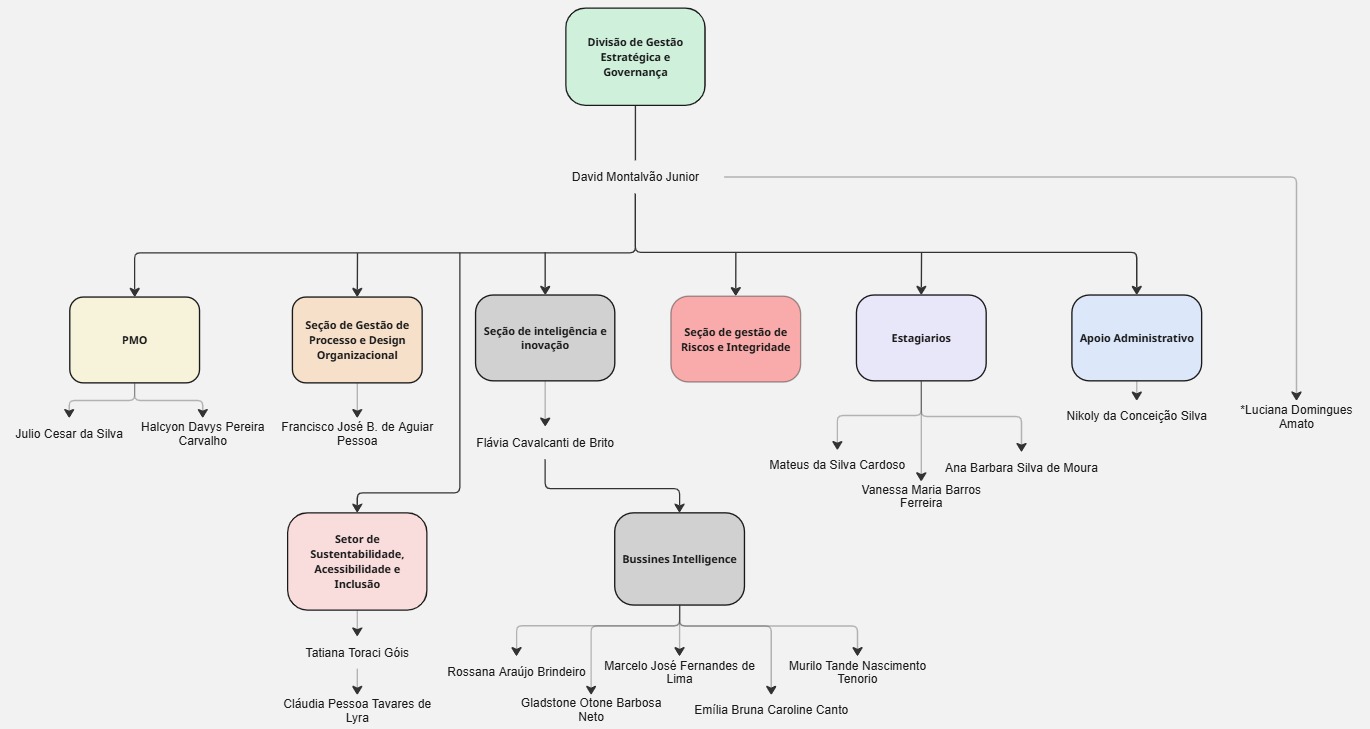 Divisão de Gestão
Estratégica e
Governança
David Montalvão Junior
PMO
Seção de Gestão de
Processo e Design
Organizacional
Seção de inteligência e
inovação
Seção de gestão de
Riscos e Integridade
Estagiarios
Apoio Administrativo
Julio Cesar da Silva
Halcyon Davys Pereira
Carvalho
Francisco José B. de Aguiar
Pessoa
Flávia Cavalcanti de Brito
Mateus da Silva Cardoso
Vanessa Maria Barros
Ferreira
Ana Barbara Silva de Moura
Nikoly da Conceição Silva
*Luciana Domingues
Amato
Setor de
Sustentabilidade,
Acessibilidade e
Inclusão
Bussines Intelligence
Tatiana Toraci Góis
Cláudia Pessoa Tavares de
Lyra
Rossana Araújo Brindeiro
Gladstone Otone Barbosa
Neto
Marcelo José Fernandes de
Lima
Emília Bruna Caroline Canto
Murilo Tande Nascimento
Tenorio